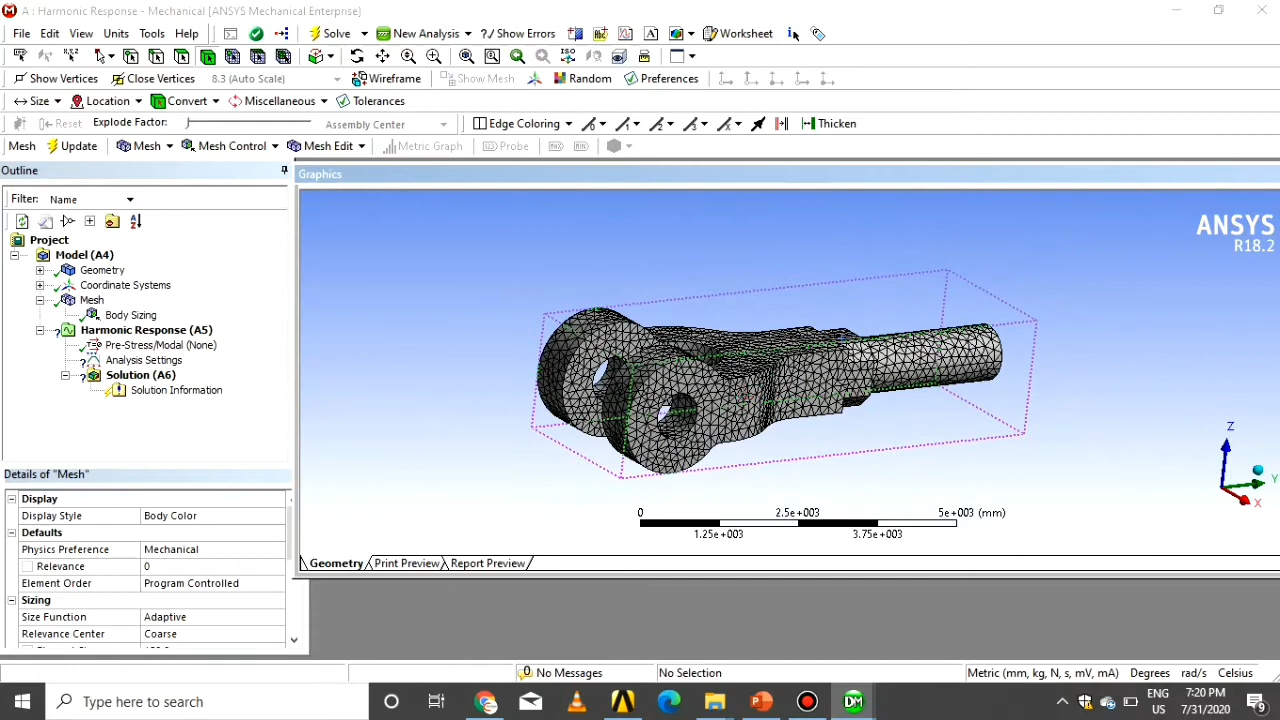 A : Harmonic Response - Mechanical [ANSYS Mechanical Enterprise]
File Edit View Units Tools Help Solve New Analysis ?/ Show Errors Worksheet
Show Vertices Close Vertices 8.3 (Auto Scale) Wireframe Show Mesh Random Preferences
Size Location Convert Miscellaneous Tolerances
Reset Explode Factor: Assembly Center Edge Coloring Thicken
Mesh Update Mesh Mesh Control Mesh Edit Metric Graph Probe
Outline
Filter: Name
Project
Model (A4)
Geometry
Coordinate Systems
Mesh
Body Sizing
Harmonic Response (A5)
Pre-Stress/Modal (None)
Analysis Settings
Solution (A6)
Solution Information
Details of "Mesh"
Display
Display Style Body Color
Defaults
Physics Preference Mechanical
Relevance 0
Element Order Program Controlled
Sizing
Size Function Adaptive
Relevance Center Coarse
Graphics
ANSYS
R18.2
Z
Y
X
0 2.5e+003 5e+003 (mm)
1.25e+003 3.75e+003
Geometry Print Preview Report Preview
0 No Messages No Selection Metric (mm, kg, N, s, mV, mA) Degrees rad/s Celsius
Type here to search
DM
ENG
US
7:20 PM
7/31/2020
9